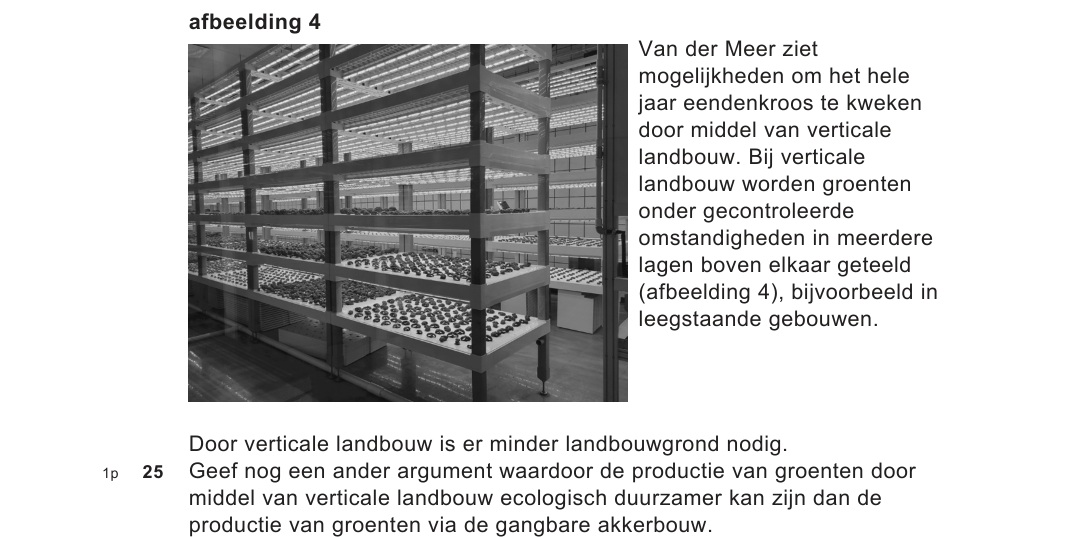 afbeelding 4
Van der Meer ziet
mogelijkheden om het hele
jaar eendenkroos te kweken
door middel van verticale
landbouw. Bij verticale
landbouw worden groenten
onder gecontroleerde
omstandigheden in meerdere
lagen boven elkaar geteeld
(afbeelding 4), bijvoorbeeld in
leegstaande gebouwen.
Door verticale landbouw is er minder landbouwgrond nodig.
1p 25 Geef nog een ander argument waardoor de productie van groenten door
middel van verticale landbouw ecologisch duurzamer kan zijn dan de
productie van groenten via de gangbare akkerbouw.